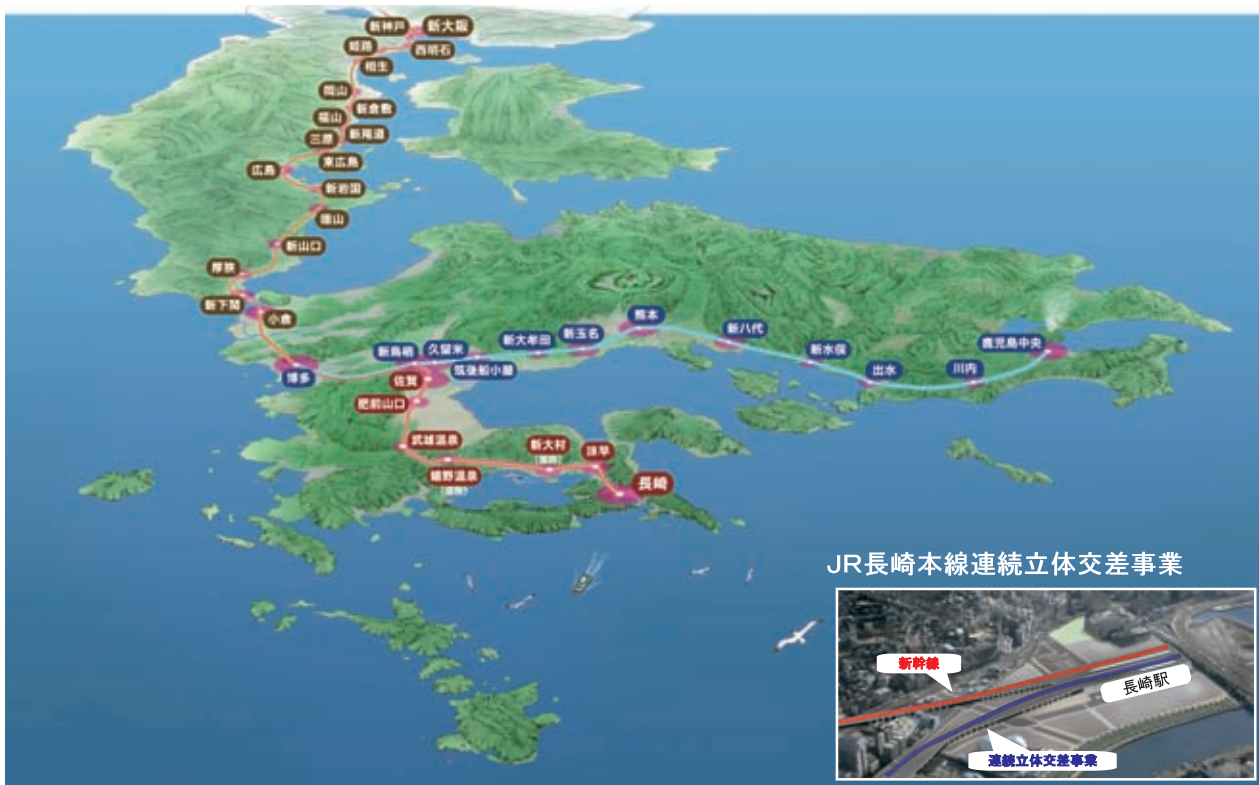 新神戸
新大阪
姫路
西明石
相生
岡山
新倉敷
福山
新尾道
三原
東広島
広島
新岩国
徳山
新山口
厚狭
新下関
小倉
博多
新鳥栖
久留米
筑後船小屋
新大牟田
新玉名
熊本
新八代
新水俣
出水
川内
鹿児島中央
佐賀
肥前山口
武雄温泉
嬉野温泉
(仮称)
新大村
(仮称)
諫早
長崎
JR長崎本線連続立体交差事業
新幹線
長崎駅
連続立体交差事業